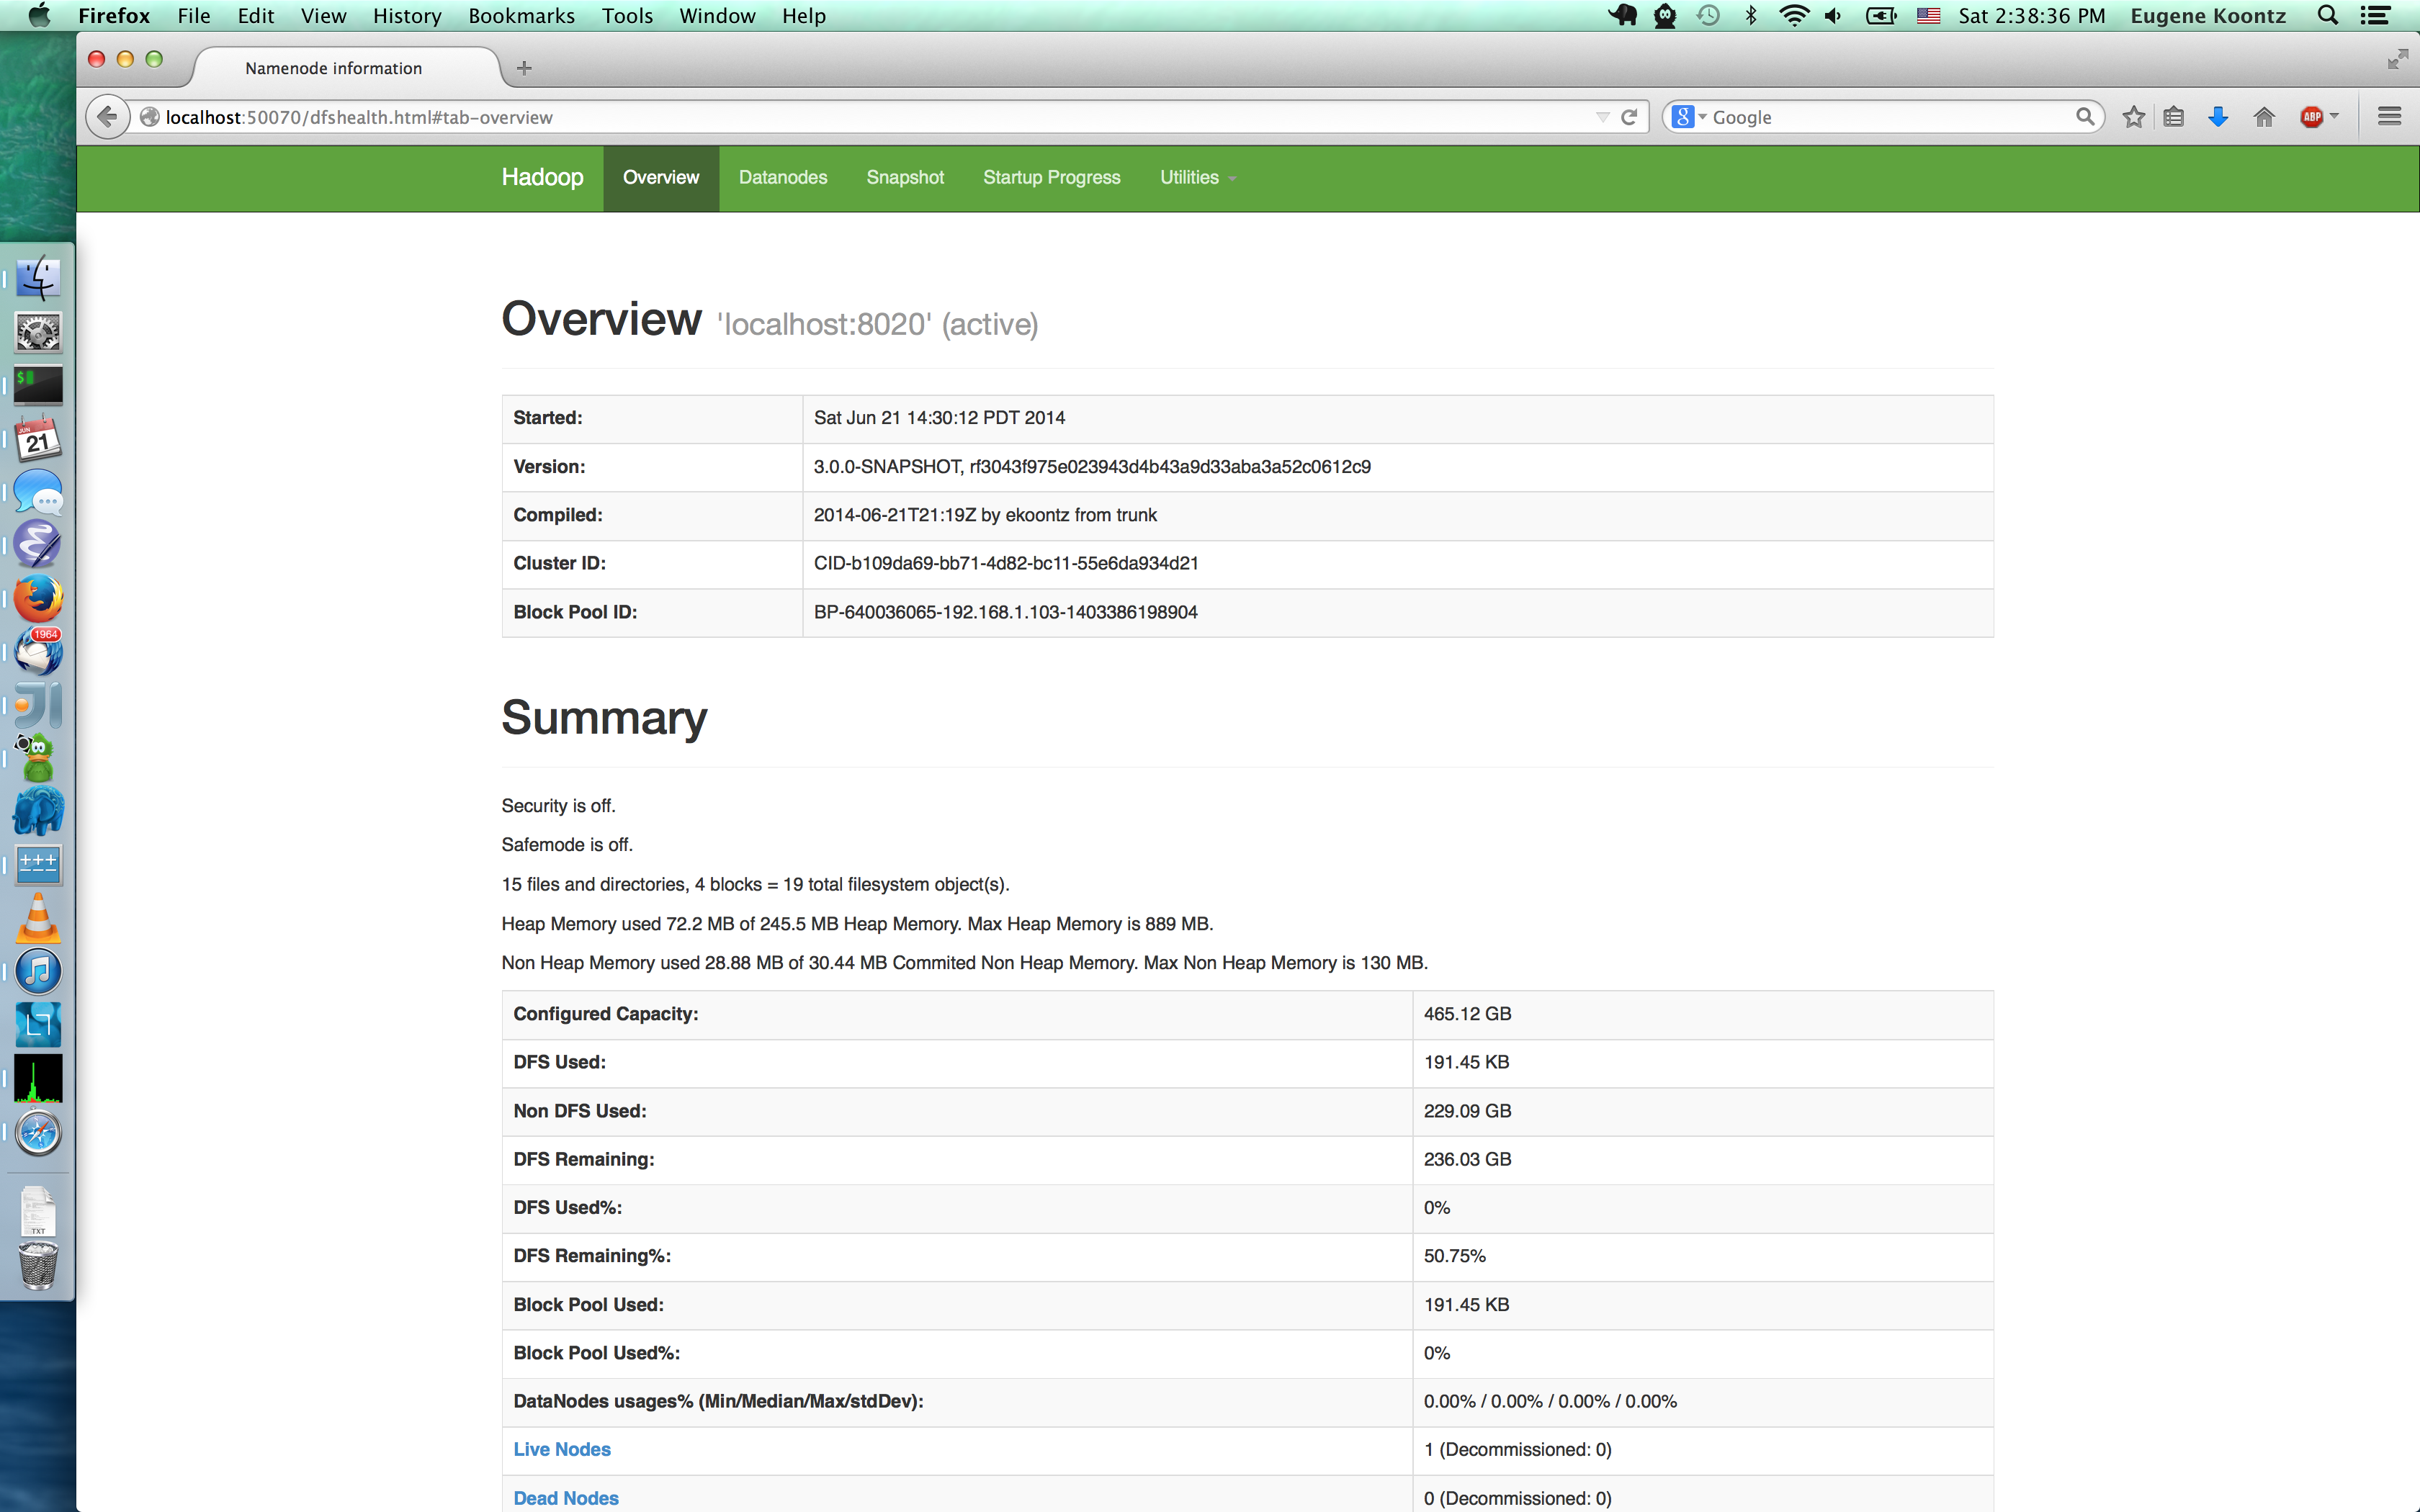 Firefox File Edit View History Bookmarks Tools Window Help Sat 2:38:36 PM Eugene Koontz
Namenode information
localhost:50070/dfshealth.html#tab-overview 8 Google ABP
Hadoop Overview Datanodes Snapshot Startup Progress Utilities
Overview 'localhost:8020' (active)
Started: Sat Jun 21 14:30:12 PDT 2014
Version: 3.0.0-SNAPSHOT, rf3043f975e023943d4b43a9d33aba3a52c0612c9
Compiled: 2014-06-21T21:19Z by ekoontz from trunk
Cluster ID: CID-b109da69-bb71-4d82-bc11-55e6da934d21
Block Pool ID: BP-640036065-192.168.1.103-1403386198904
Summary
Security is off.
Safemode is off.
15 files and directories, 4 blocks = 19 total filesystem object(s).
Heap Memory used 72.2 MB of 245.5 MB Heap Memory. Max Heap Memory is 889 MB.
Non Heap Memory used 28.88 MB of 30.44 MB Commited Non Heap Memory. Max Non Heap Memory is 130 MB.
Configured Capacity: 465.12 GB
DFS Used: 191.45 KB
Non DFS Used: 229.09 GB
DFS Remaining: 236.03 GB
DFS Used%: 0%
DFS Remaining%: 50.75%
Block Pool Used: 191.45 KB
Block Pool Used%: 0%
DataNodes usages% (Min/Median/Max/stdDev): 0.00% / 0.00% / 0.00% / 0.00%
Live Nodes 1 (Decommissioned: 0)
Dead Nodes 0 (Decommissioned: 0)
$
JUN
21
1964
TXT